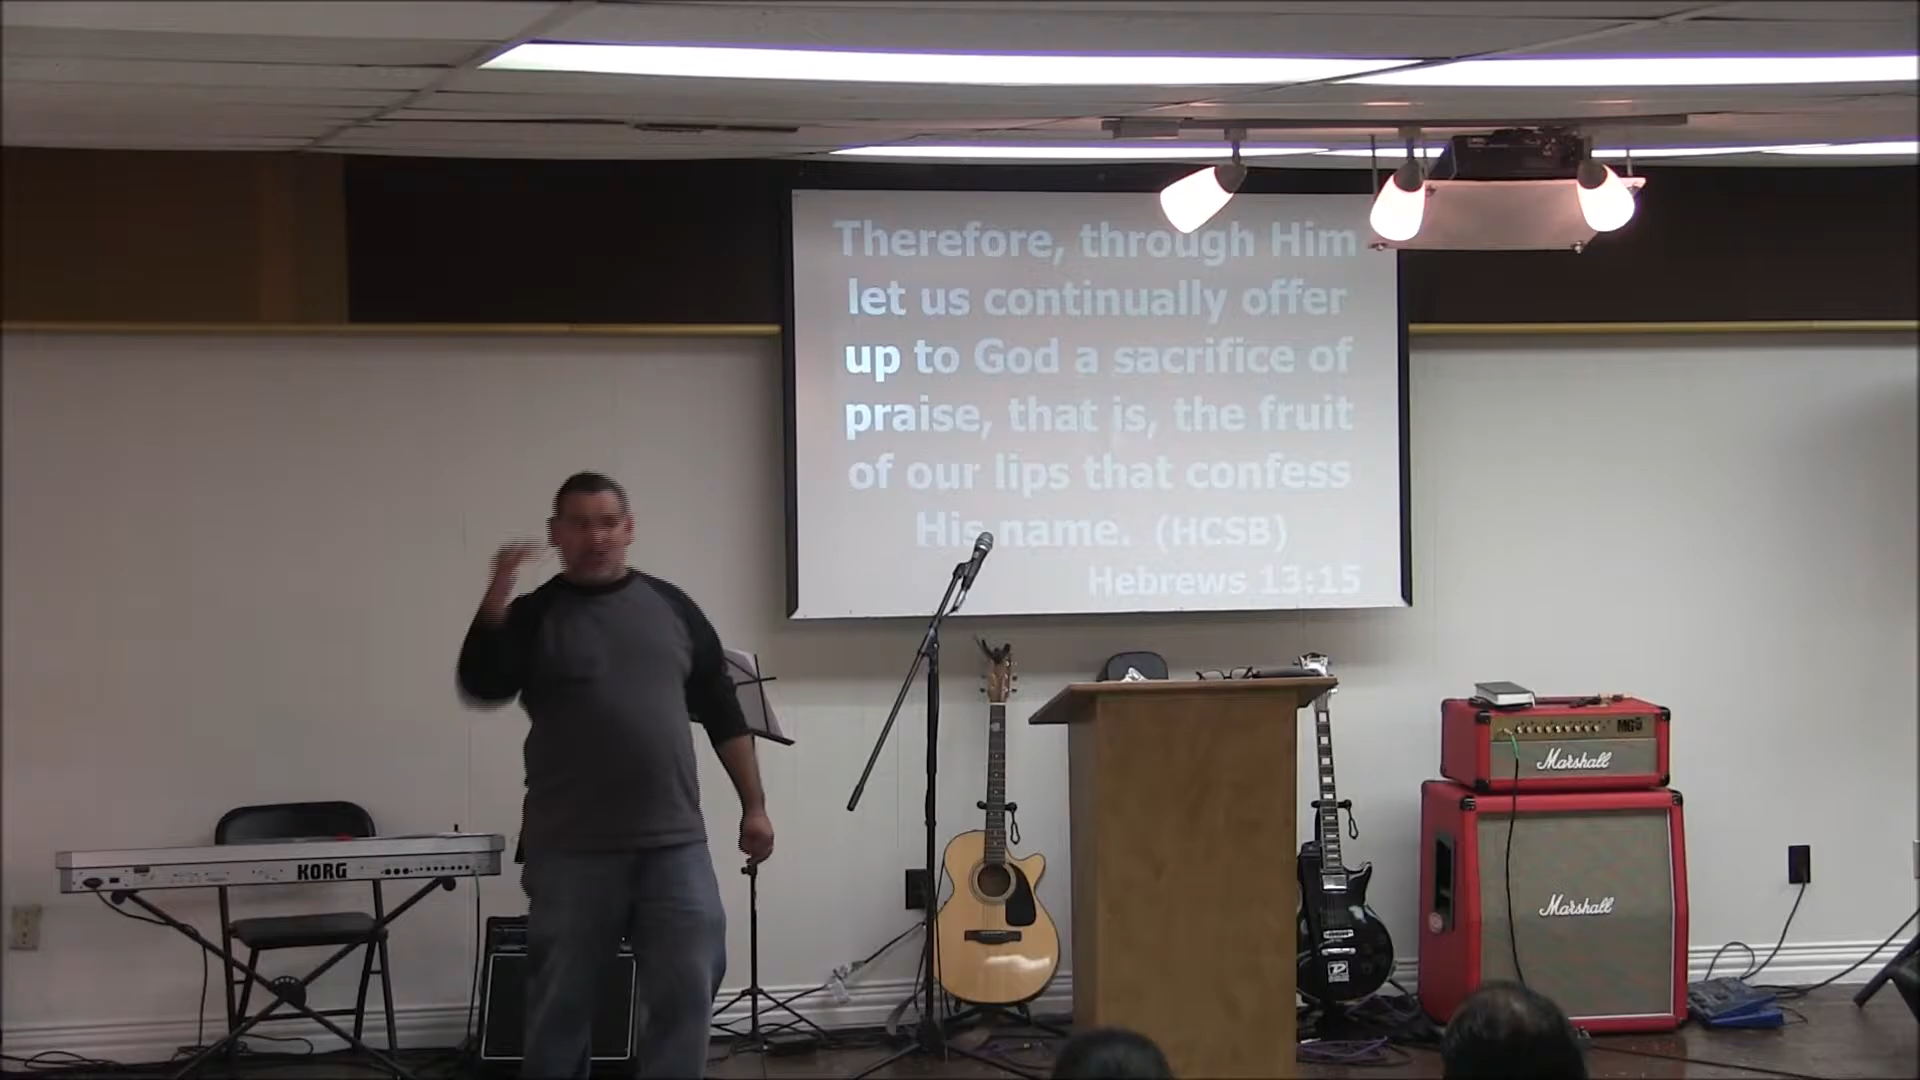 Therefore, through Him
let us continually offer
up to God a sacrifice of
praise, that is, the fruit
of our lips that confess
His name. (HCSB)
Hebrews 13:15
KORG
Marshall
Marshall